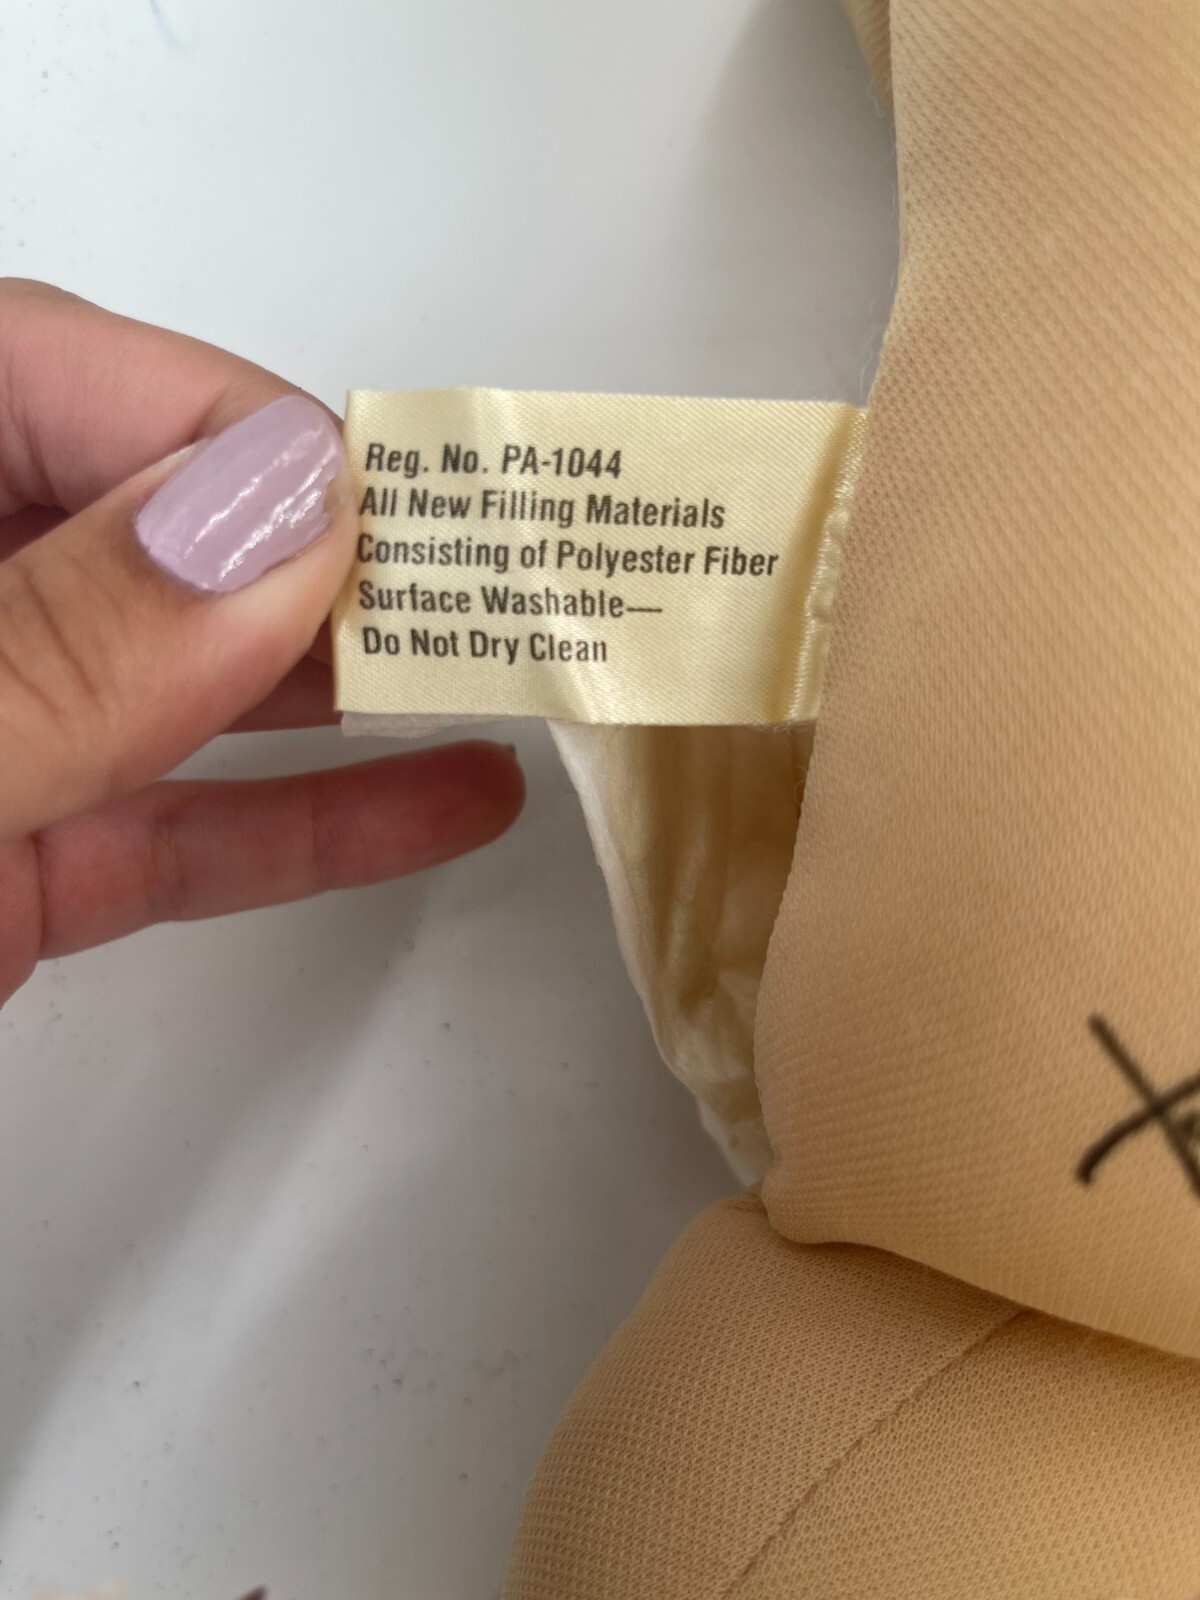 Reg. No. PA-1044
All New Filling Materials
Consisting of Polyester Fiber
Surface Washable—
Do Not Dry Clean